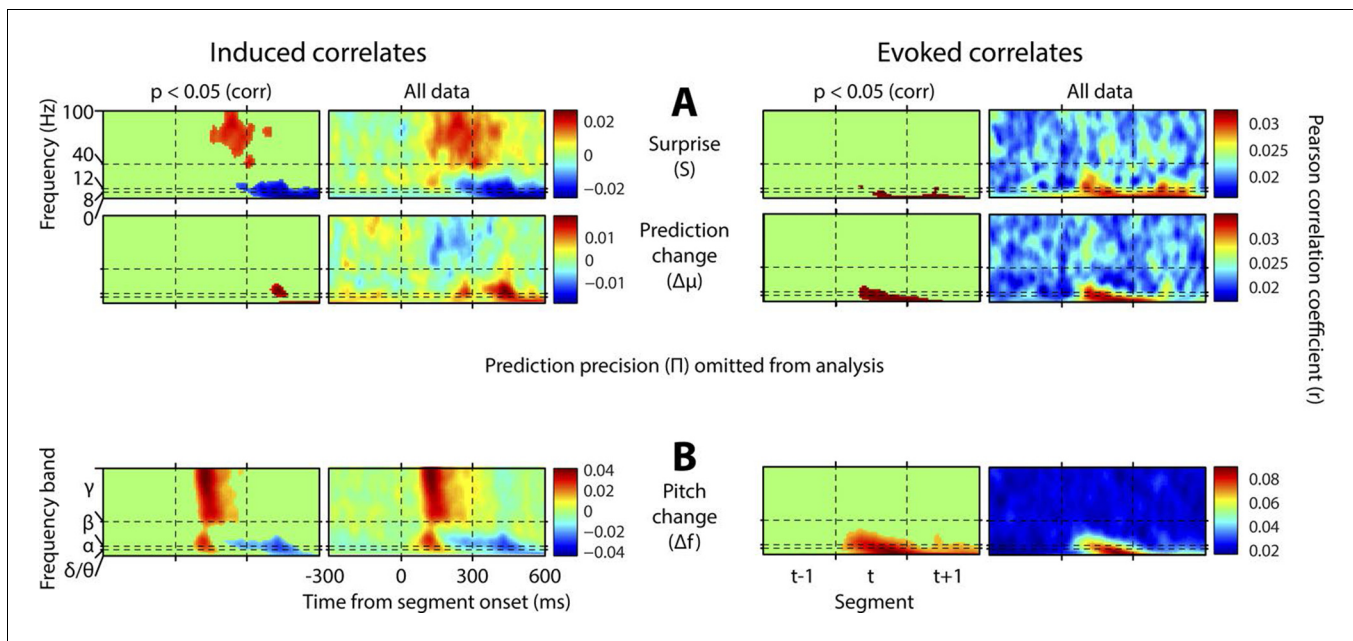 Induced correlates
Evoked correlates
p < 0.05 (corr)
All data
A
p < 0.05 (corr)
All data
Frequency (Hz)
100
40
12
8
0
0.02
0
−0.02
Surprise
(S)
0.03
0.025
0.02
0.01
0
−0.01
Prediction
change
(Δμ)
0.03
0.025
0.02
Pearson correlation coefficient (r)
Prediction precision (Π) omitted from analysis
B
Frequency band
γ
β
α
δ/θ
0.04
0.02
0
−0.02
−0.04
Pitch
change
(Δf)
0.08
0.06
0.04
0.02
-300
0
300
600
Time from segment onset (ms)
t-1
t
t+1
Segment